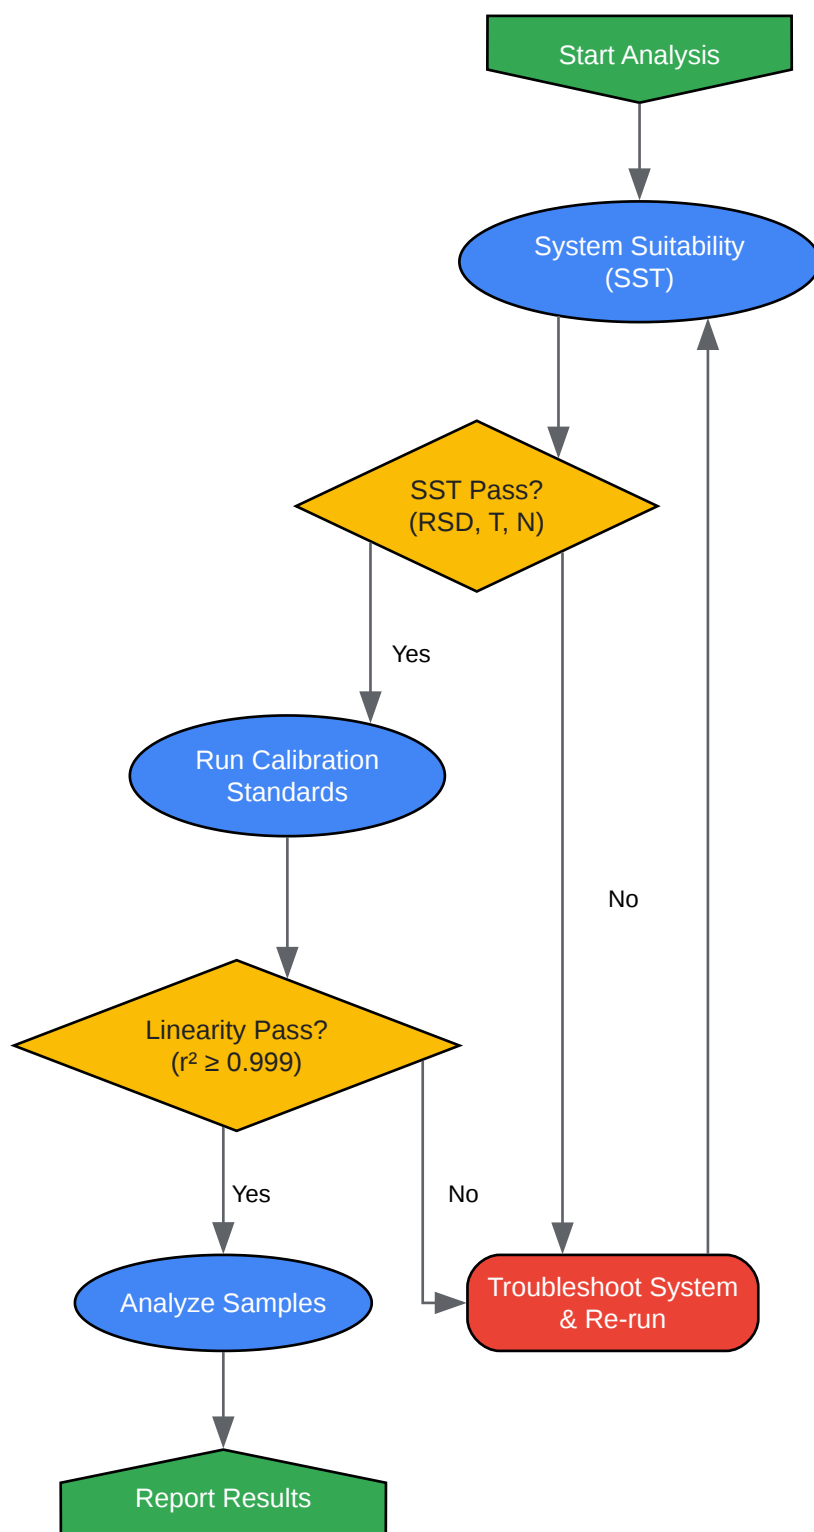 Start Analysis
System Suitability
(SST)
SST Pass?
(RSD, T, N)
Yes
Run Calibration
Standards
No
Linearity Pass?
(r² ≥ 0.999)
Yes
No
Analyze Samples
Troubleshoot System
& Re-run
Report Results